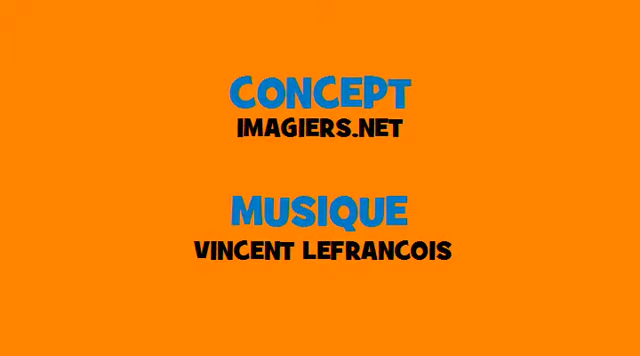 CONCEPT
IMAGIERS.NET
MUSIQUE
VINCENT LEFRANCOIS